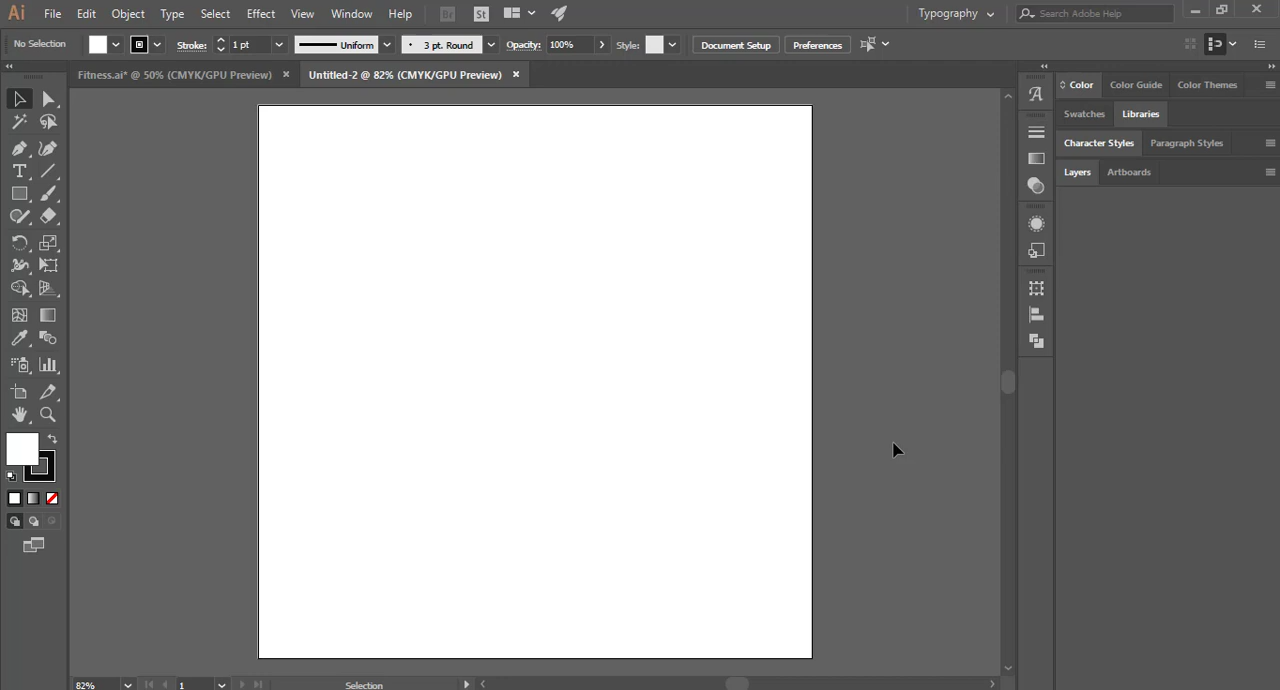 Ai File Edit Object Type Select Effect View Window Help Br St Typography Search Adobe Help
No Selection Stroke: 1 pt Uniform 3 pt. Round Opacity: 100% Style: Document Setup Preferences
Fitness.ai* @ 50% (CMYK/GPU Preview) Untitled-2 @ 82% (CMYK/GPU Preview)
Color Color Guide Color Themes
Swatches Libraries
Character Styles Paragraph Styles
Layers Artboards
82% 1 Selection